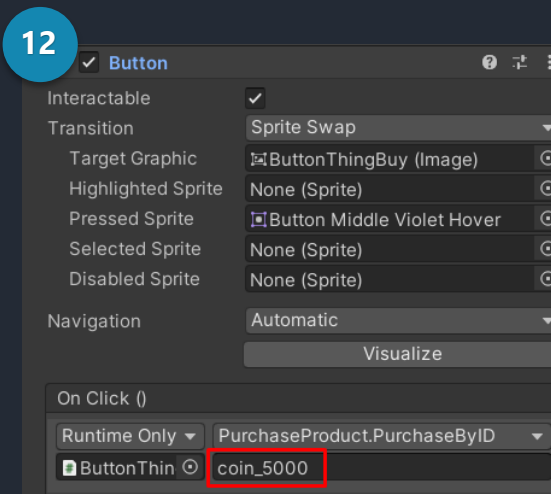 12
Button
Interactable
Transition Sprite Swap
Target Graphic ButtonThingBuy (Image)
Highlighted Sprite None (Sprite)
Pressed Sprite Button Middle Violet Hover
Selected Sprite None (Sprite)
Disabled Sprite None (Sprite)
Navigation Automatic
Visualize
On Click ()
Runtime Only PurchaseProduct.PurchaseByID
ButtonThin coin_5000